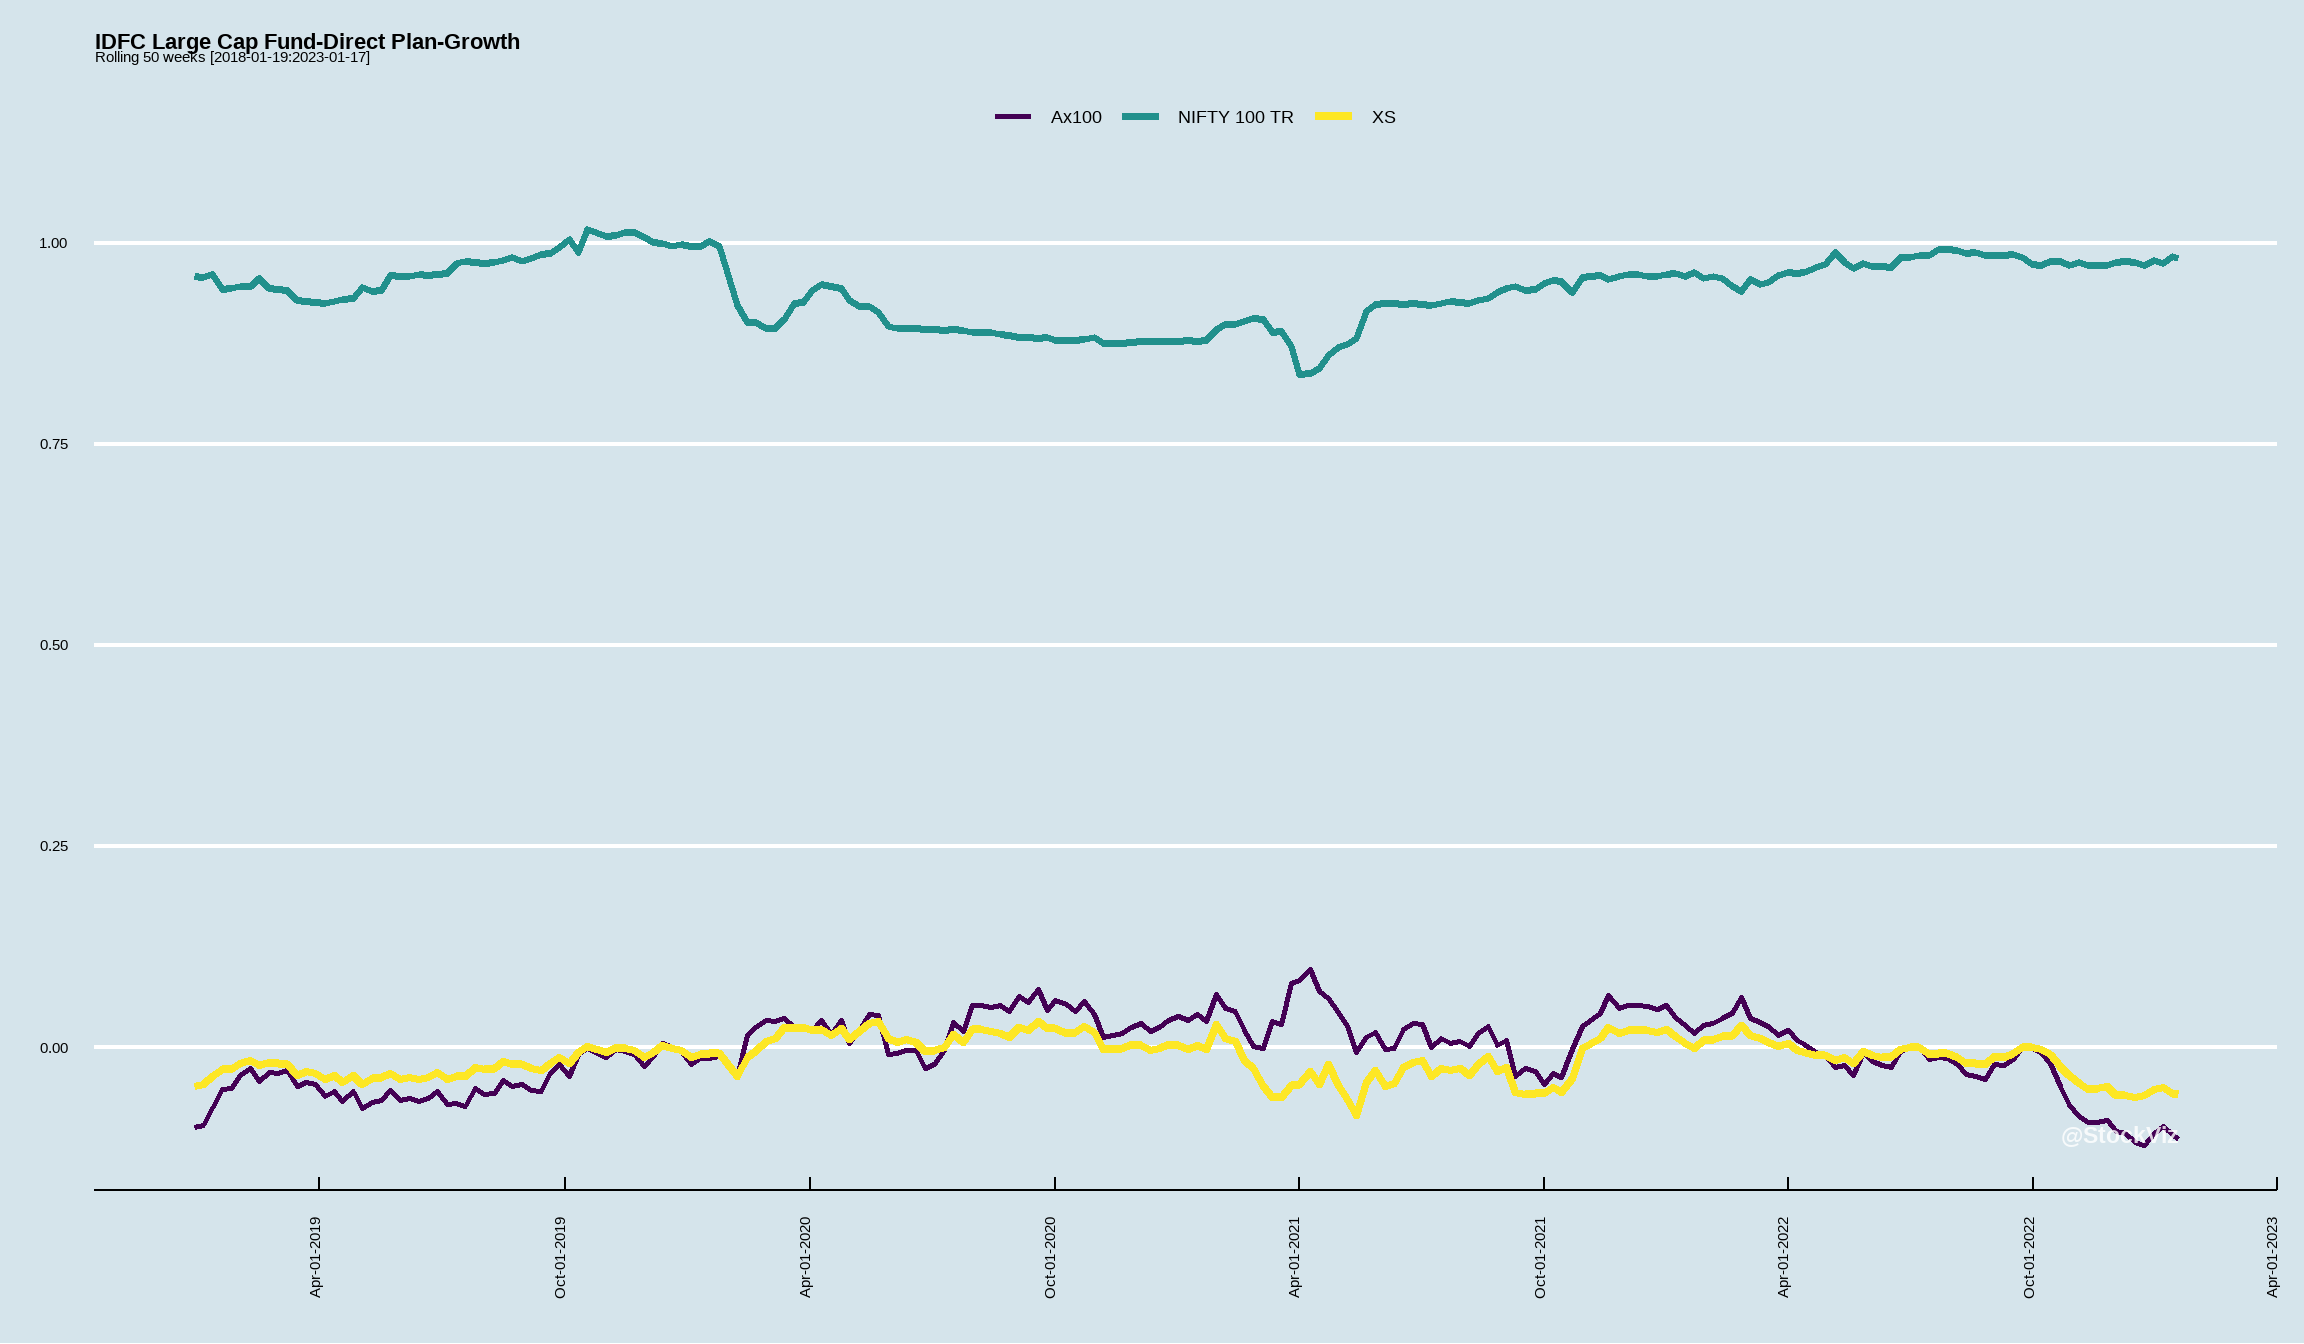 IDFC Large Cap Fund-Direct Plan-Growth
Rolling 50 weeks [2018-01-19:2023-01-17]
Ax100 NIFTY 100 TR XS
1.00
0.75
0.50
0.25
0.00
@StockViz
Apr-01-2019 Oct-01-2019 Apr-01-2020 Oct-01-2020 Apr-01-2021 Oct-01-2021 Apr-01-2022 Oct-01-2022 Apr-01-2023